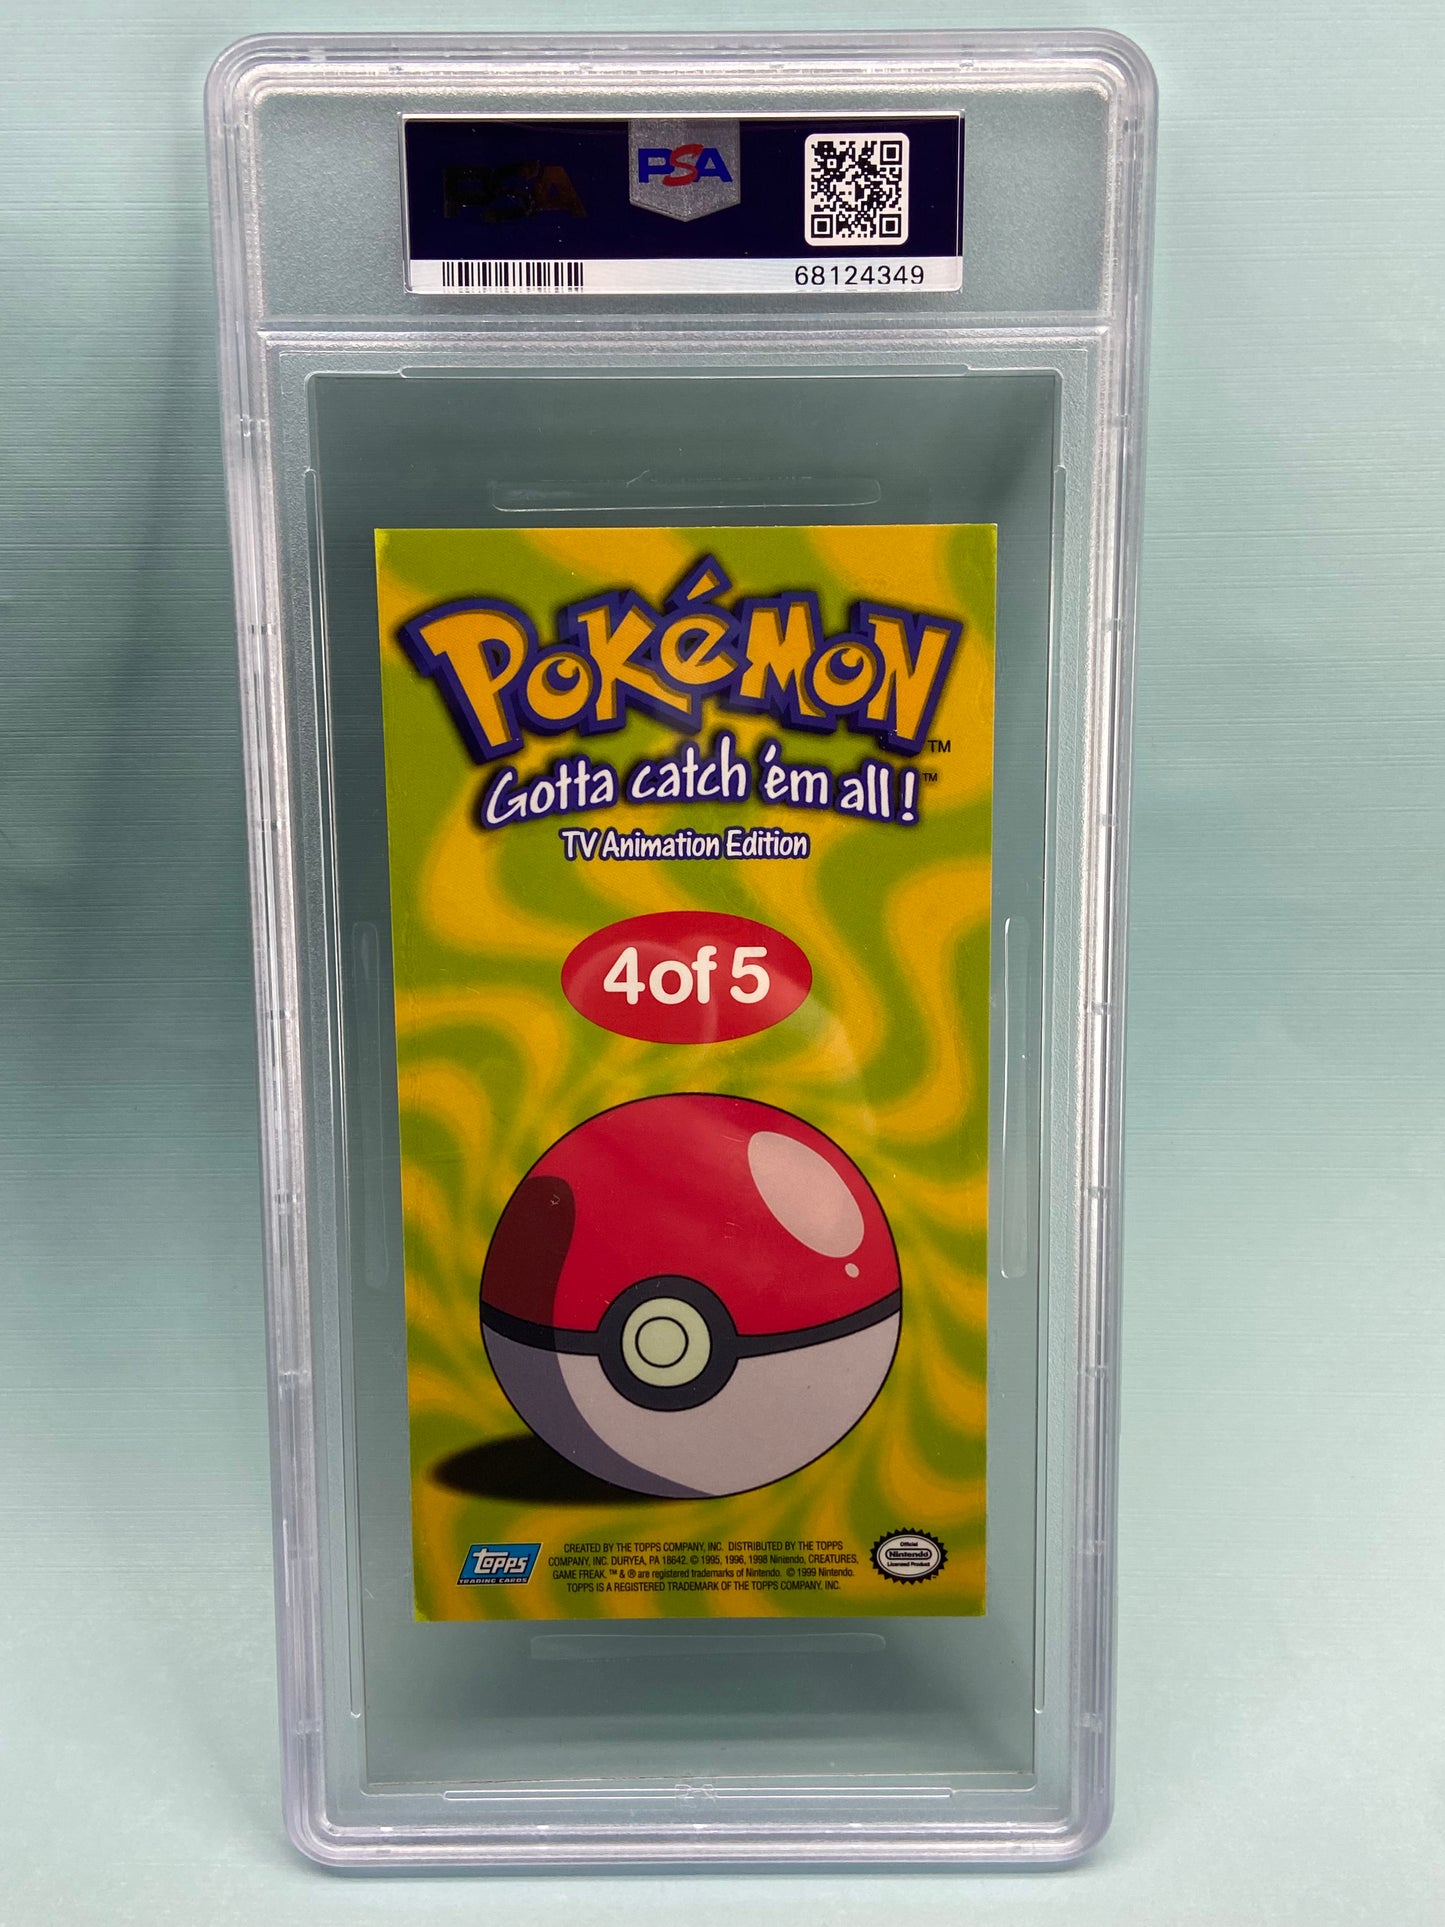 PSA PSA
68124349
POKéMON
TM
Gotta catch 'em all!
TM
TV Animation Edition
4 of 5
topps
TRADING CARDS
CREATED BY THE TOPPS COMPANY, INC. DISTRIBUTED BY THE TOPPS
COMPANY, INC. DURYEA, PA 18642. © 1995, 1996, 1998 Nintendo, CREATURES,
GAME FREAK. ™ & ® are registered trademarks of Nintendo. © 1999 Nintendo.
TOPPS IS A REGISTERED TRADEMARK OF THE TOPPS COMPANY, INC.
Official
Nintendo
Licensed Product